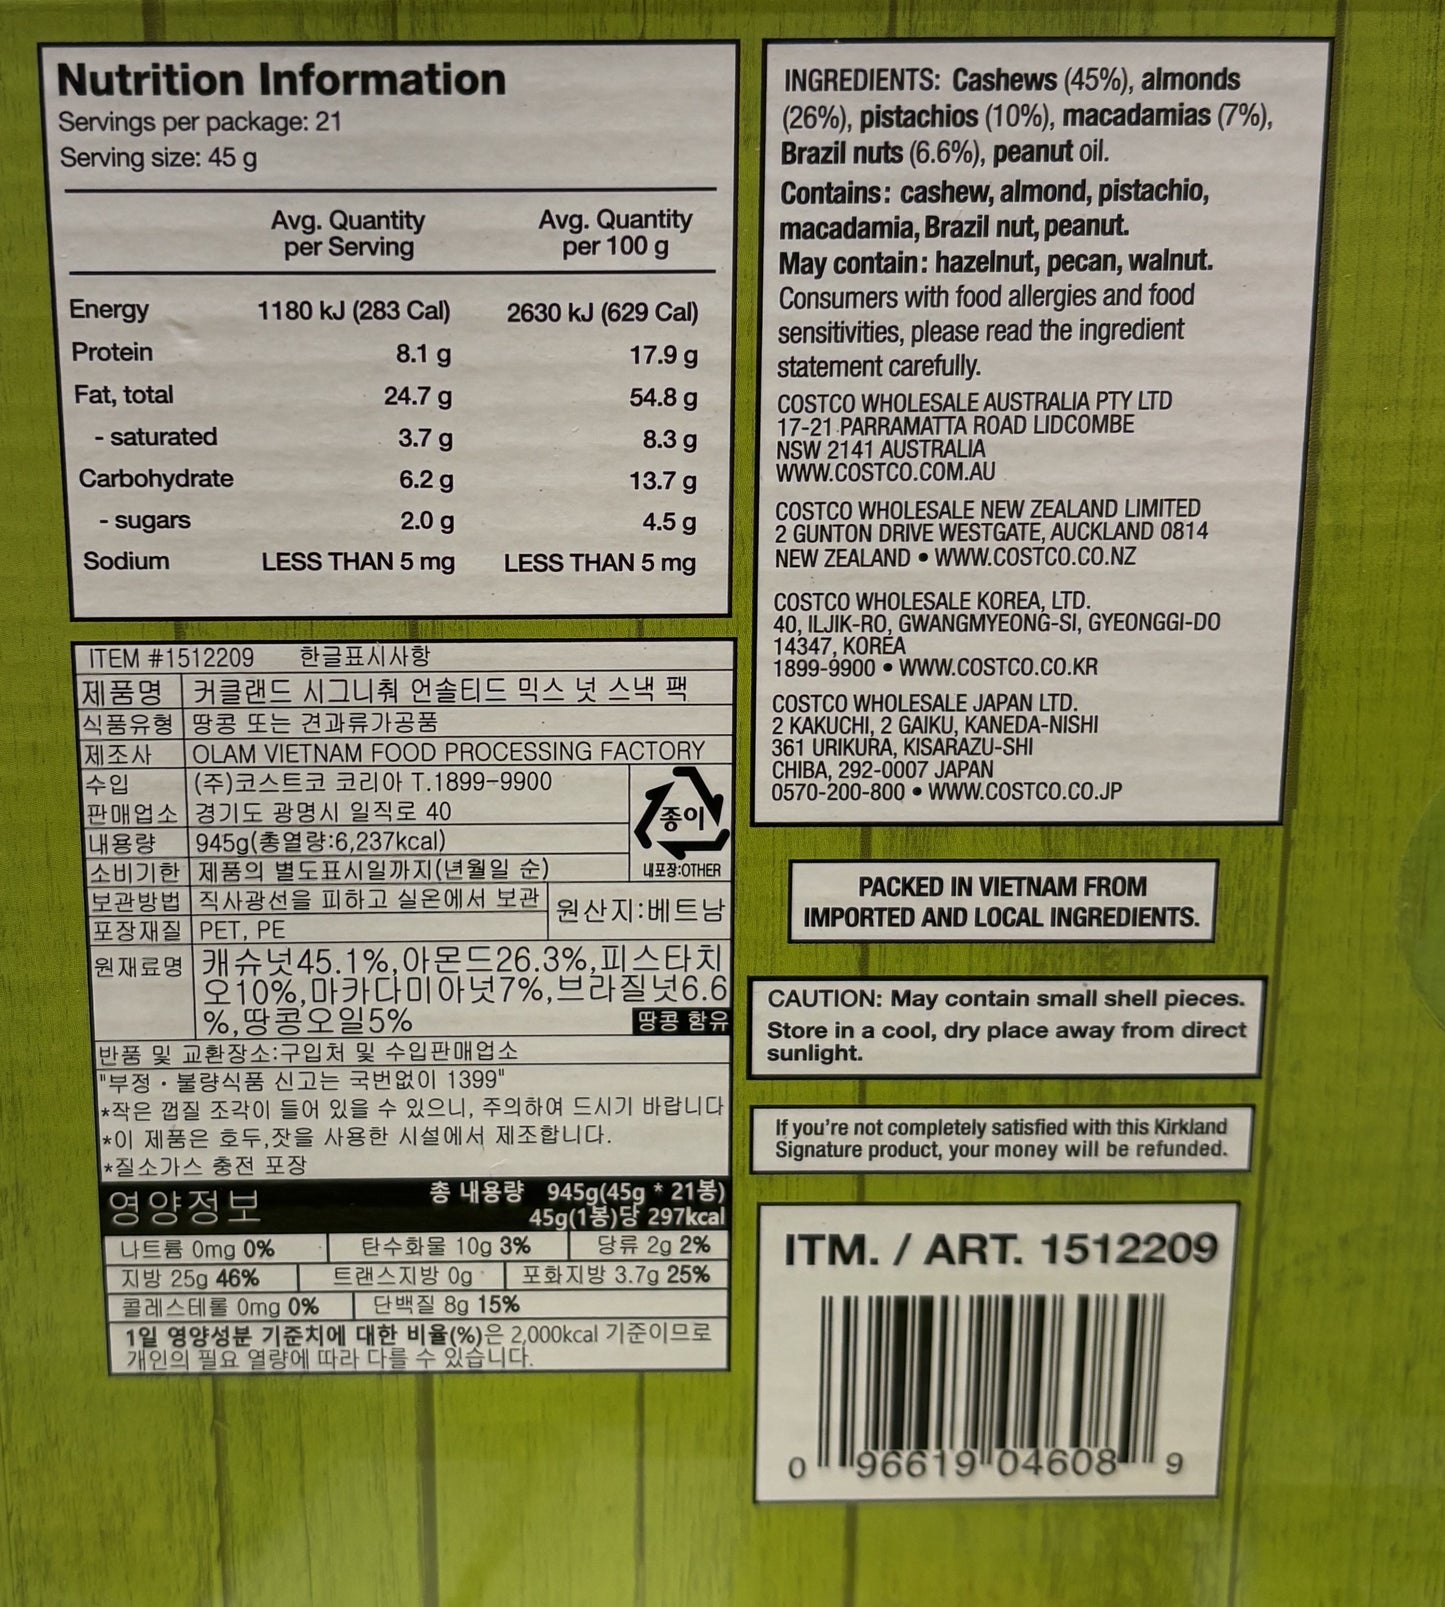 Nutrition Information
Servings per package: 21
Serving size: 45 g
Avg. Quantity per Serving
Avg. Quantity per 100 g
Energy 1180 kJ (283 Cal) 2630 kJ (629 Cal)
Protein 8.1 g 17.9 g
Fat, total 24.7 g 54.8 g
- saturated 3.7 g 8.3 g
Carbohydrate 6.2 g 13.7 g
- sugars 2.0 g 4.5 g
Sodium LESS THAN 5 mg LESS THAN 5 mg
ITEM #1512209 한글표시사항
제품명 커클랜드 시그니춰 언솔티드 믹스 넛 스낵 팩
식품유형 땅콩 또는 견과류가공품
제조사 OLAM VIETNAM FOOD PROCESSING FACTORY
수입 (주)코스트코 코리아 T.1899-9900
판매업소 경기도 광명시 일직로 40
종이
내용량 945g(총열량:6,237kcal)
내포장:OTHER
소비기한 제품의 별도표시일까지(년월일 순)
보관방법 직사광선을 피하고 실온에서 보관
원산지:베트남
포장재질 PET, PE
원재료명 캐슈넛45.1%,아몬드26.3%,피스타치
오10%,마카다미아넛7%,브라질넛6.6
%,땅콩오일5% 땅콩 함유
반품 및 교환장소:구입처 및 수입판매업소
"부정·불량식품 신고는 국번없이 1399"
*작은 껍질 조각이 들어 있을 수 있으니, 주의하여 드시기 바랍니다
*이 제품은 호두,잣을 사용한 시설에서 제조합니다.
*질소가스 충전 포장
영양정보 총 내용량 945g(45g * 21봉)
45g(1봉)당 297kcal
나트륨 0mg 0% 탄수화물 10g 3% 당류 2g 2%
지방 25g 46% 트랜스지방 0g 포화지방 3.7g 25%
콜레스테롤 0mg 0% 단백질 8g 15%
1일 영양성분 기준치에 대한 비율(%)은 2,000kcal 기준이므로
개인의 필요 열량에 따라 다를 수 있습니다.
INGREDIENTS: Cashews (45%), almonds
(26%), pistachios (10%), macadamias (7%),
Brazil nuts (6.6%), peanut oil.
Contains: cashew, almond, pistachio,
macadamia, Brazil nut, peanut.
May contain: hazelnut, pecan, walnut.
Consumers with food allergies and food
sensitivities, please read the ingredient
statement carefully.
COSTCO WHOLESALE AUSTRALIA PTY LTD
17-21 PARRAMATTA ROAD LIDCOMBE
NSW 2141 AUSTRALIA
WWW.COSTCO.COM.AU
COSTCO WHOLESALE NEW ZEALAND LIMITED
2 GUNTON DRIVE WESTGATE, AUCKLAND 0814
NEW ZEALAND • WWW.COSTCO.CO.NZ
COSTCO WHOLESALE KOREA, LTD.
40, ILJIK-RO, GWANGMYEONG-SI, GYEONGGI-DO
14347, KOREA
1899-9900 • WWW.COSTCO.CO.KR
COSTCO WHOLESALE JAPAN LTD.
2 KAKUCHI, 2 GAIKU, KANEDA-NISHI
361 URIKURA, KISARAZU-SHI
CHIBA, 292-0007 JAPAN
0570-200-800 • WWW.COSTCO.CO.JP
PACKED IN VIETNAM FROM
IMPORTED AND LOCAL INGREDIENTS.
CAUTION: May contain small shell pieces.
Store in a cool, dry place away from direct
sunlight.
If you're not completely satisfied with this Kirkland
Signature product, your money will be refunded.
ITM. / ART. 1512209
0 96619 04608 9